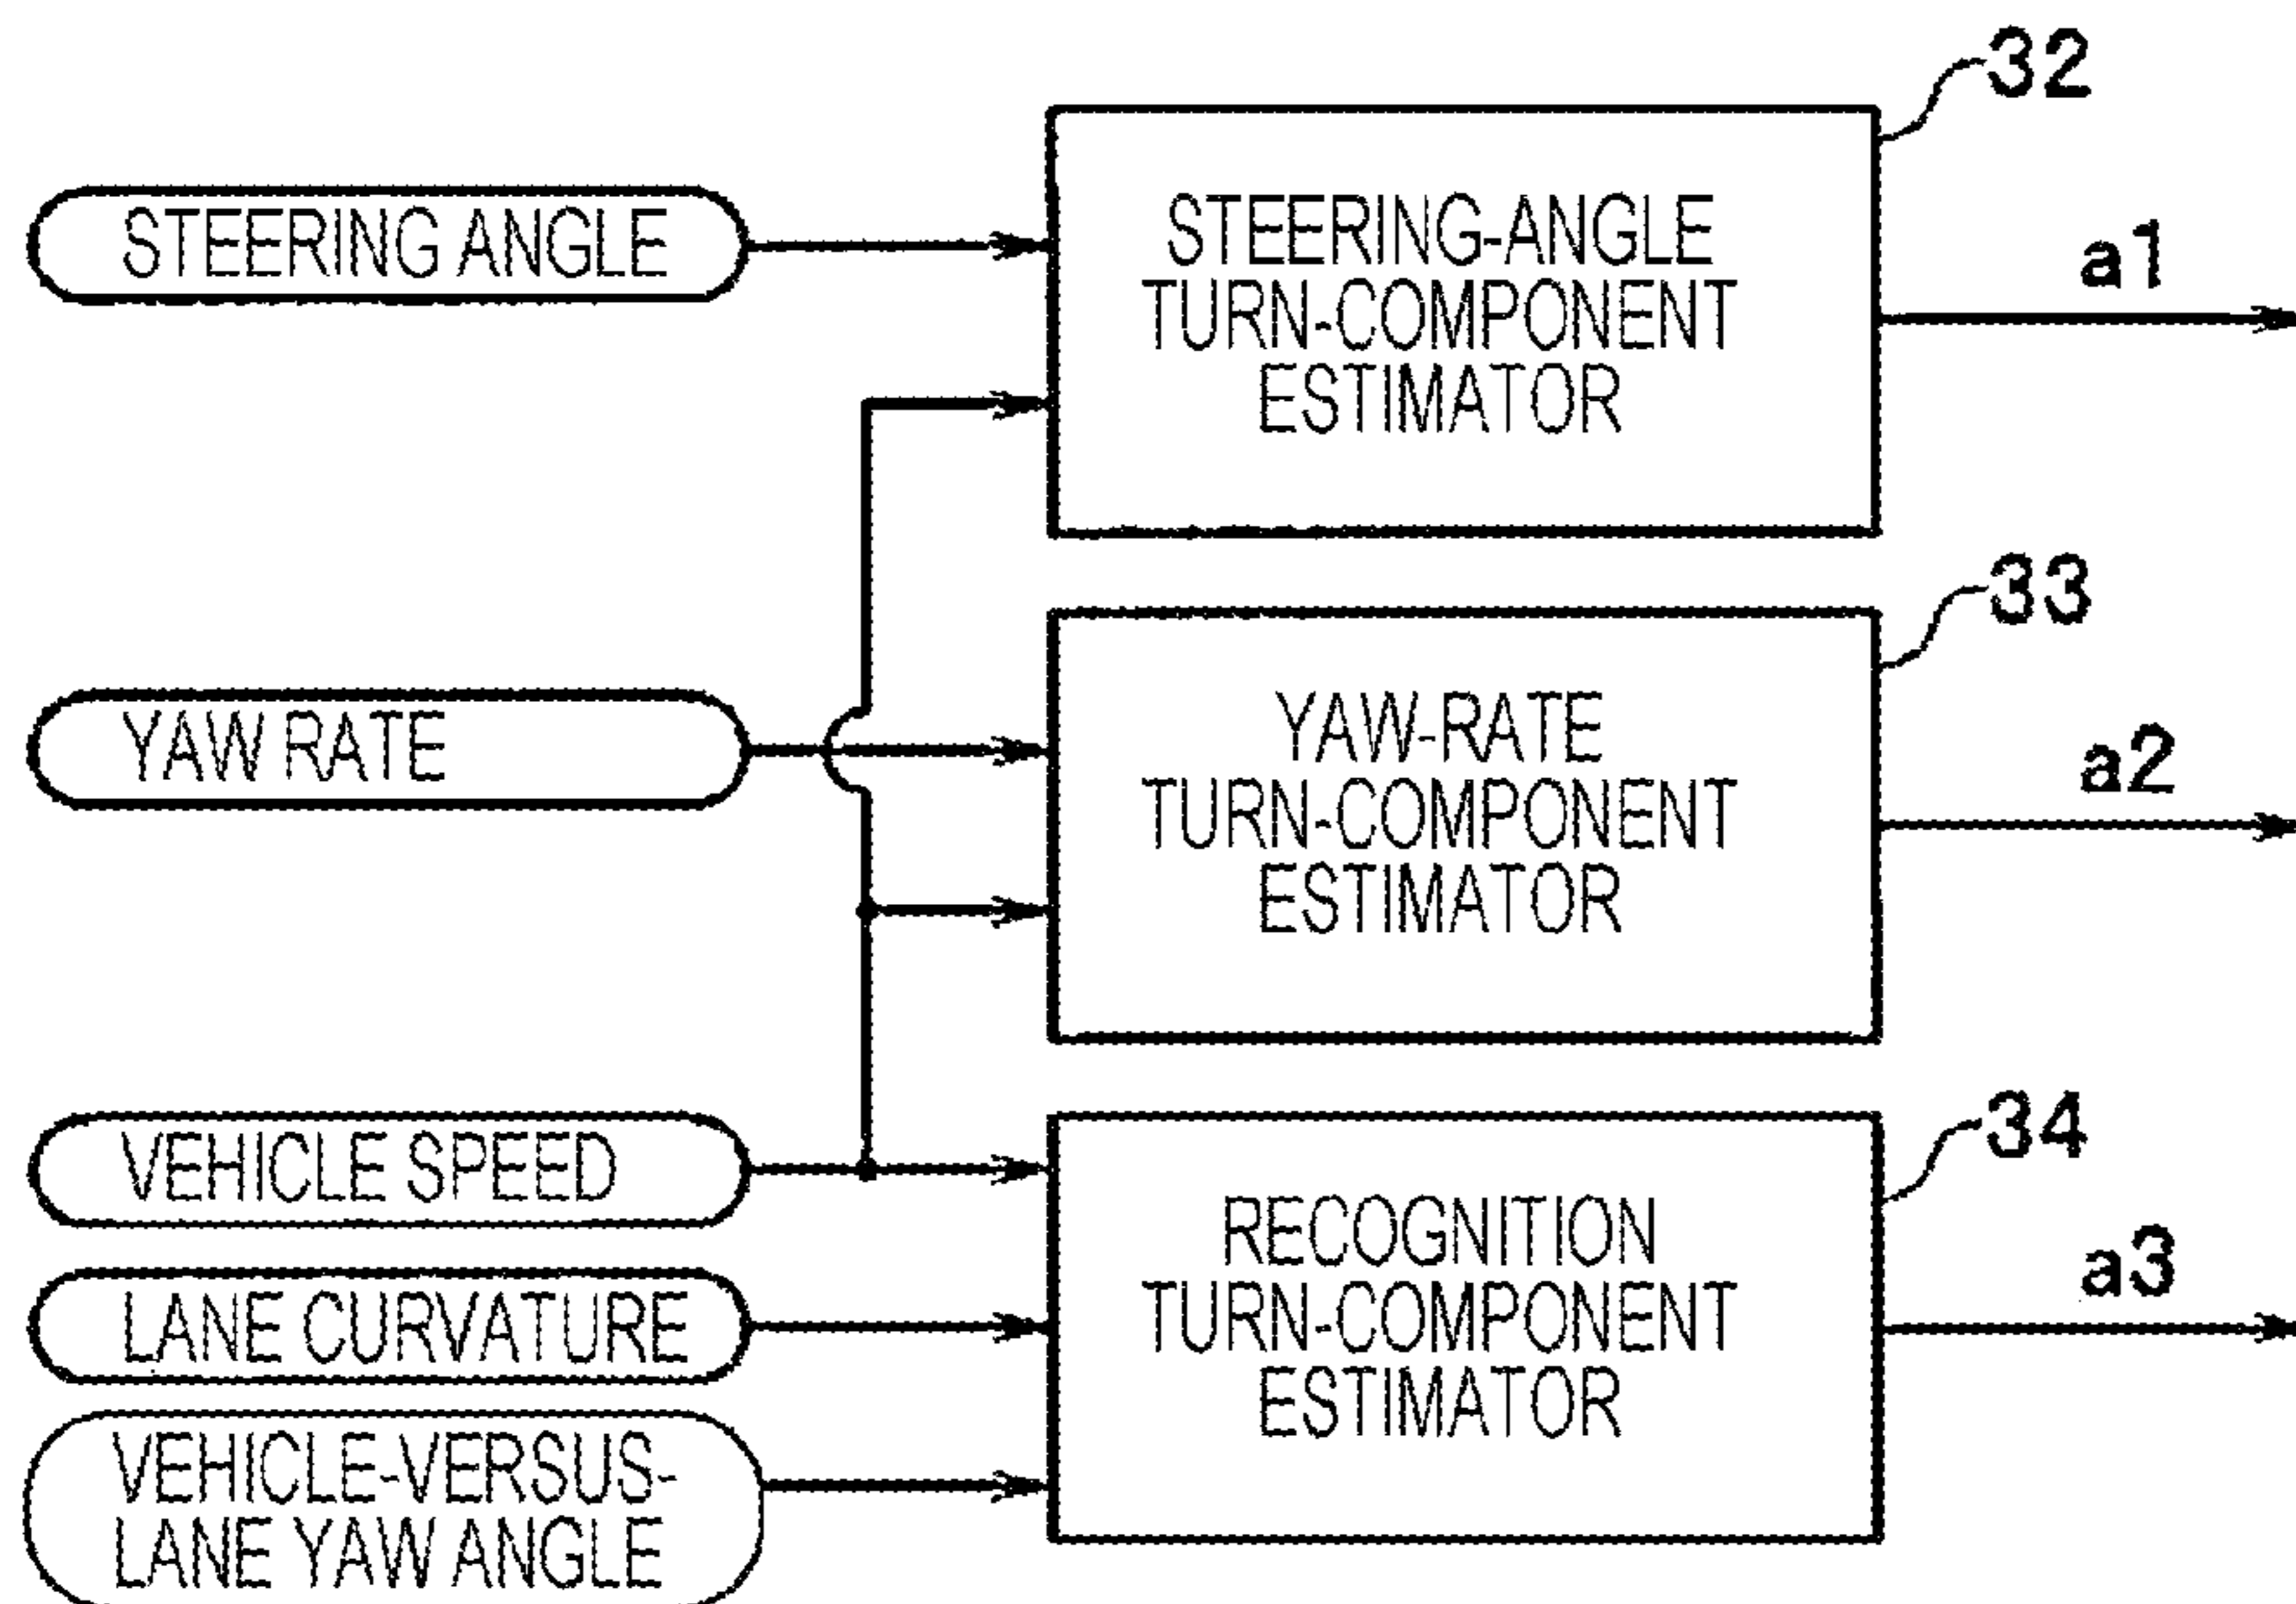 32
STEERING ANGLE
STEERING-ANGLE
TURN-COMPONENT
ESTIMATOR
a1
33
YAW RATE
YAW-RATE
TURN-COMPONENT
ESTIMATOR
a2
34
VEHICLE SPEED
LANE CURVATURE
VEHICLE-VERSUS-
LANE YAW ANGLE
RECOGNITION
TURN-COMPONENT
ESTIMATOR
a3